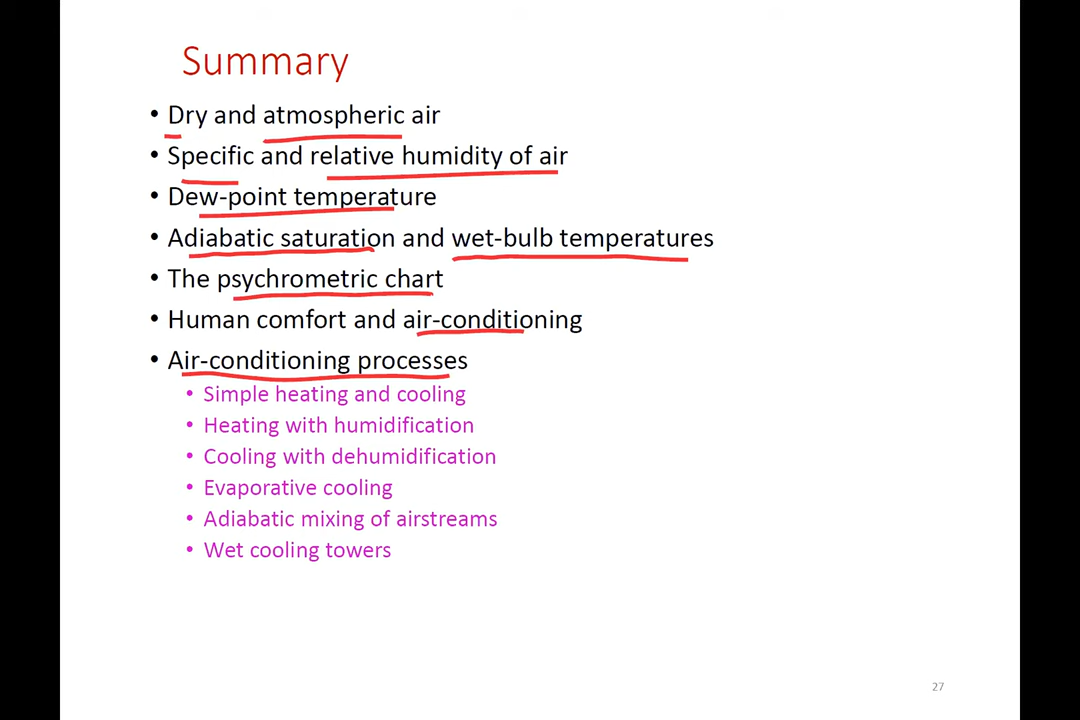 Summary
• Dry and atmospheric air
• Specific and relative humidity of air
• Dew-point temperature
• Adiabatic saturation and wet-bulb temperatures
• The psychrometric chart
• Human comfort and air-conditioning
• Air-conditioning processes
• Simple heating and cooling
• Heating with humidification
• Cooling with dehumidification
• Evaporative cooling
• Adiabatic mixing of airstreams
• Wet cooling towers
27